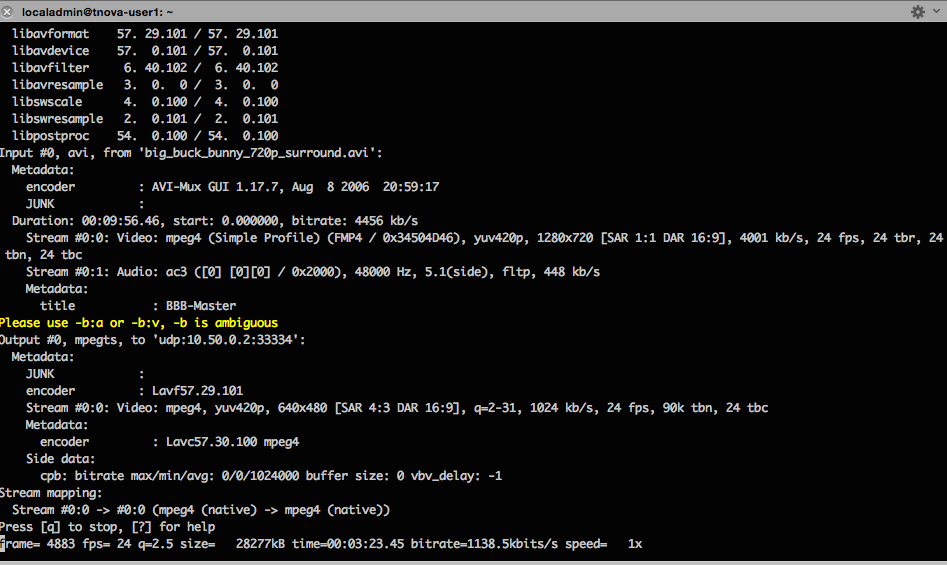 localadmin@tnova-user1: ~
libavformat    57. 29.101 / 57. 29.101
libavdevice    57.  0.101 / 57.  0.101
libavfilter     6. 40.102 /  6. 40.102
libavresample   3.  0.  0 /  3.  0.  0
libswscale      4.  0.100 /  4.  0.100
libswresample   2.  0.101 /  2.  0.101
libpostproc    54.  0.100 / 54.  0.100
Input #0, avi, from 'big_buck_bunny_720p_surround.avi':
  Metadata:
    encoder         : AVI-Mux GUI 1.17.7, Aug  8 2006  20:59:17
    JUNK            :
  Duration: 00:09:56.46, start: 0.000000, bitrate: 4456 kb/s
    Stream #0:0: Video: mpeg4 (Simple Profile) (FMP4 / 0x34504D46), yuv420p, 1280x720 [SAR 1:1 DAR 16:9], 4001 kb/s, 24 fps, 24 tbr, 24
 tbn, 24 tbc
    Stream #0:1: Audio: ac3 ([0] [0][0] / 0x2000), 48000 Hz, 5.1(side), fltp, 448 kb/s
    Metadata:
      title           : BBB-Master
Please use -b:a or -b:v, -b is ambiguous
Output #0, mpegts, to 'udp:10.50.0.2:33334':
  Metadata:
    JUNK            :
    encoder         : Lavf57.29.101
    Stream #0:0: Video: mpeg4, yuv420p, 640x480 [SAR 4:3 DAR 16:9], q=2-31, 1024 kb/s, 24 fps, 90k tbn, 24 tbc
    Metadata:
      encoder         : Lavc57.30.100 mpeg4
    Side data:
      cpb: bitrate max/min/avg: 0/0/1024000 buffer size: 0 vbv_delay: -1
Stream mapping:
  Stream #0:0 -> #0:0 (mpeg4 (native) -> mpeg4 (native))
Press [q] to stop, [?] for help
frame= 4883 fps= 24 q=2.5 size=   28277kB time=00:03:23.45 bitrate=1138.5kbits/s speed=   1x